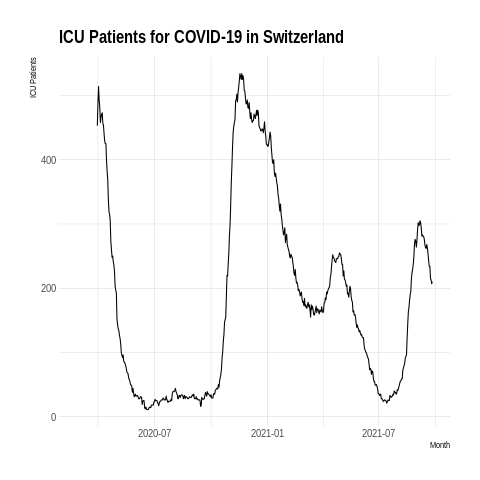 ICU Patients for COVID-19 in Switzerland
ICU Patients
400
200
0
2020-07
2021-01
2021-07
Month